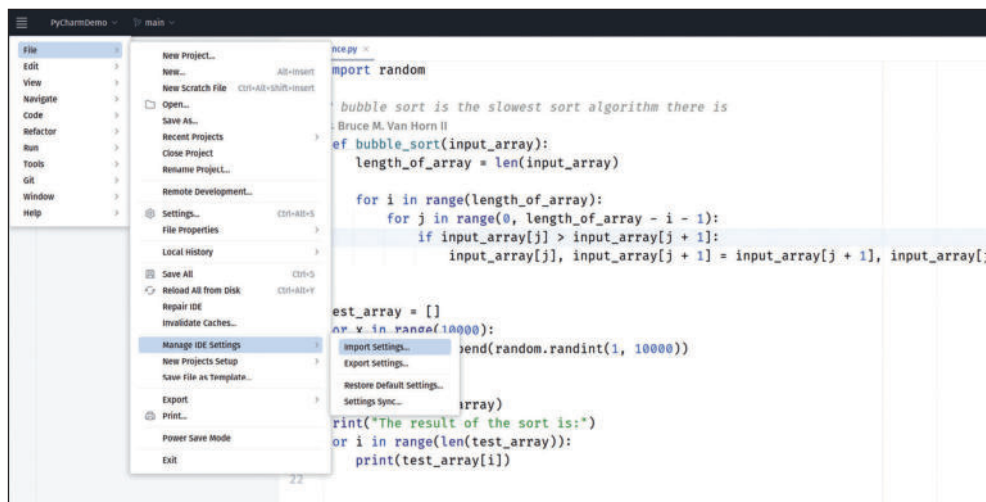 PyCharmDemo main
File
Edit
View
Navigate
Code
Refactor
Run
Tools
Git
Window
Help
New Project...
New... Alt+Insert
New Scratch File Ctrl+Alt+Shift+Insert
Open...
Save As...
Recent Projects
Close Project
Rename Project...
Remote Development...
Settings... Ctrl+Alt+S
File Properties
Local History
Save All Ctrl+S
Reload All from Disk Ctrl+Alt+Y
Repair IDE
Invalidate Caches...
Manage IDE Settings
New Projects Setup
Save File as Template...
Export
Print...
Power Save Mode
Exit
Import Settings...
Export Settings...
Restore Default Settings...
Settings Sync...
nce.py
mport random
bubble sort is the slowest sort algorithm there is
Bruce M. Van Horn II
ef bubble_sort(input_array):
length_of_array = len(input_array)
for i in range(length_of_array):
for j in range(0, length_of_array - i - 1):
if input_array[j] > input_array[j + 1]:
input_array[j], input_array[j + 1] = input_array[j + 1], input_array[j
est_array = []
or x in range(10000):
pend(random.randint(1, 10000))
rray)
rint("The result of the sort is:")
or i in range(len(test_array)):
print(test_array[i])
22